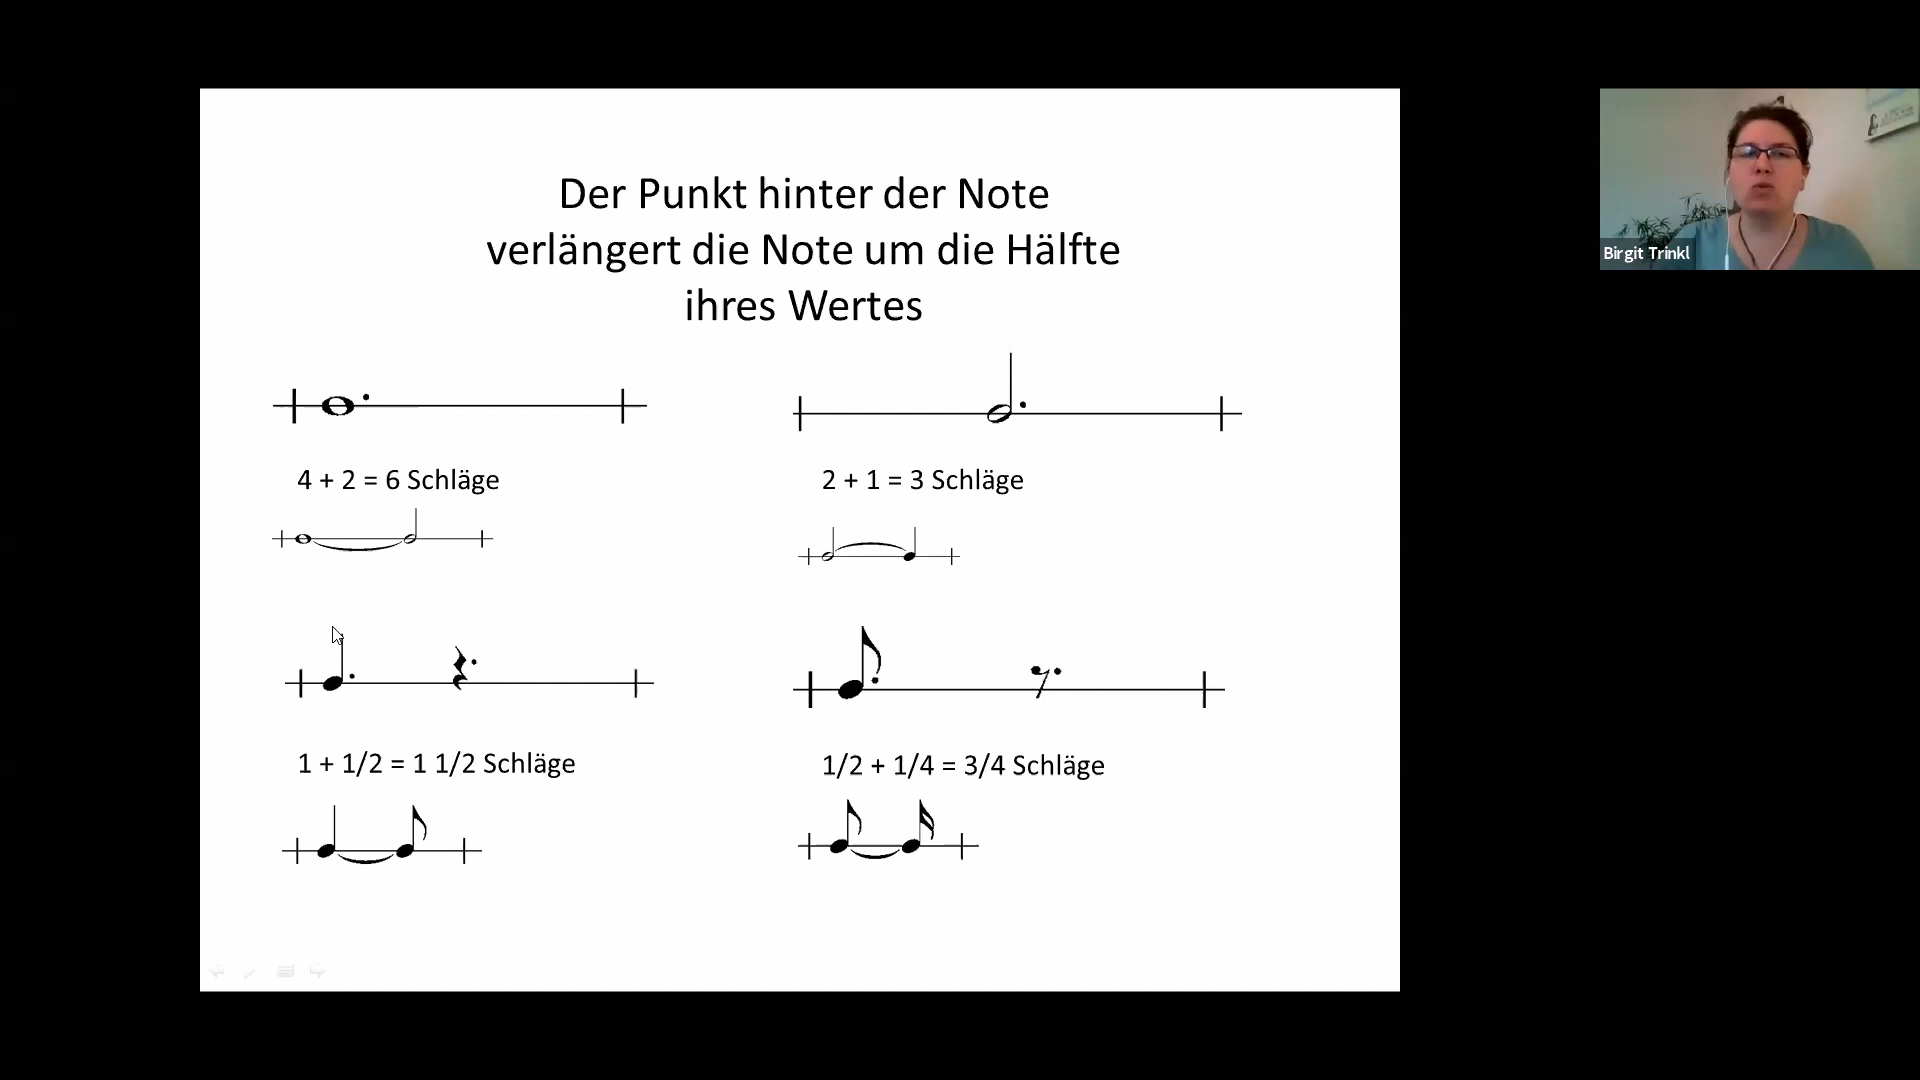 Der Punkt hinter der Note
verlängert die Note um die Hälfte
ihres Wertes
4 + 2 = 6 Schläge
2 + 1 = 3 Schläge
1 + 1/2 = 1 1/2 Schläge
1/2 + 1/4 = 3/4 Schläge
Birgit Trinkl